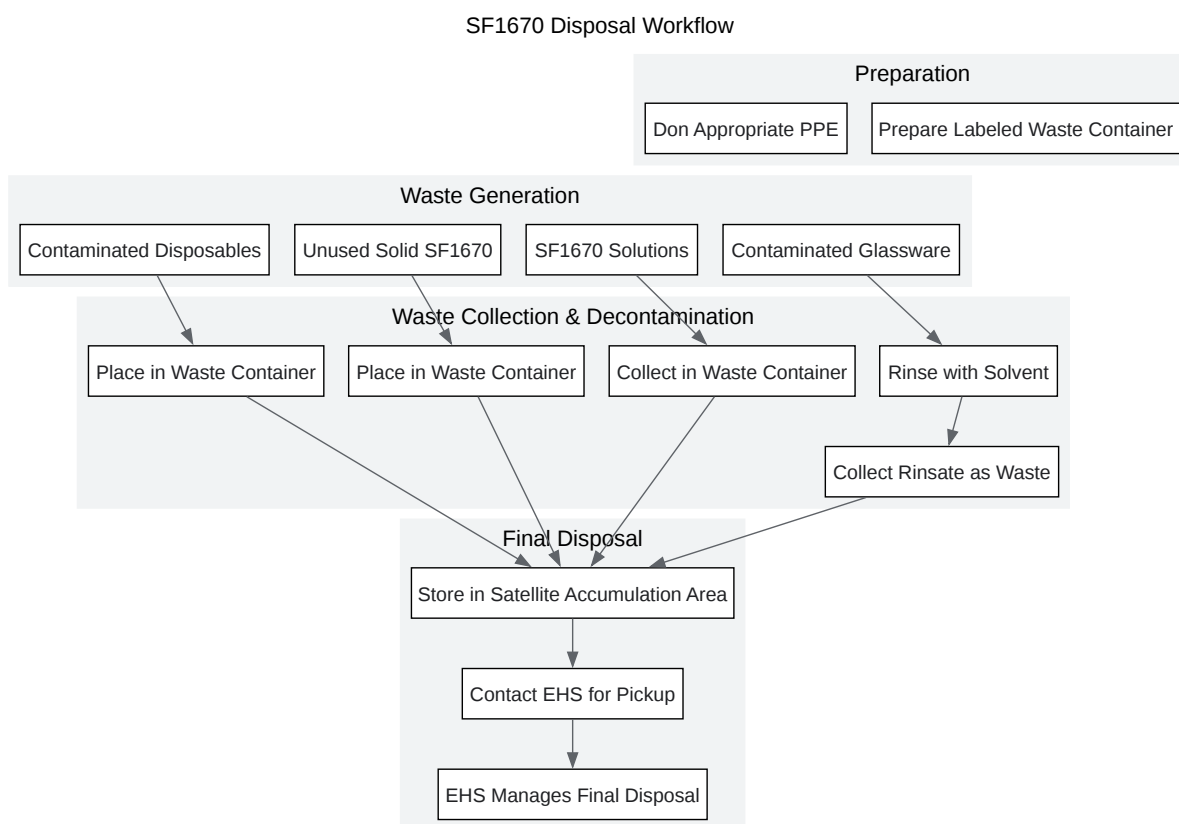 SF1670 Disposal Workflow
Preparation
Don Appropriate PPE
Prepare Labeled Waste Container
Waste Generation
Contaminated Disposables
Unused Solid SF1670
SF1670 Solutions
Contaminated Glassware
Waste Collection & Decontamination
Place in Waste Container
Place in Waste Container
Collect in Waste Container
Rinse with Solvent
Collect Rinsate as Waste
Final Disposal
Store in Satellite Accumulation Area
Contact EHS for Pickup
EHS Manages Final Disposal